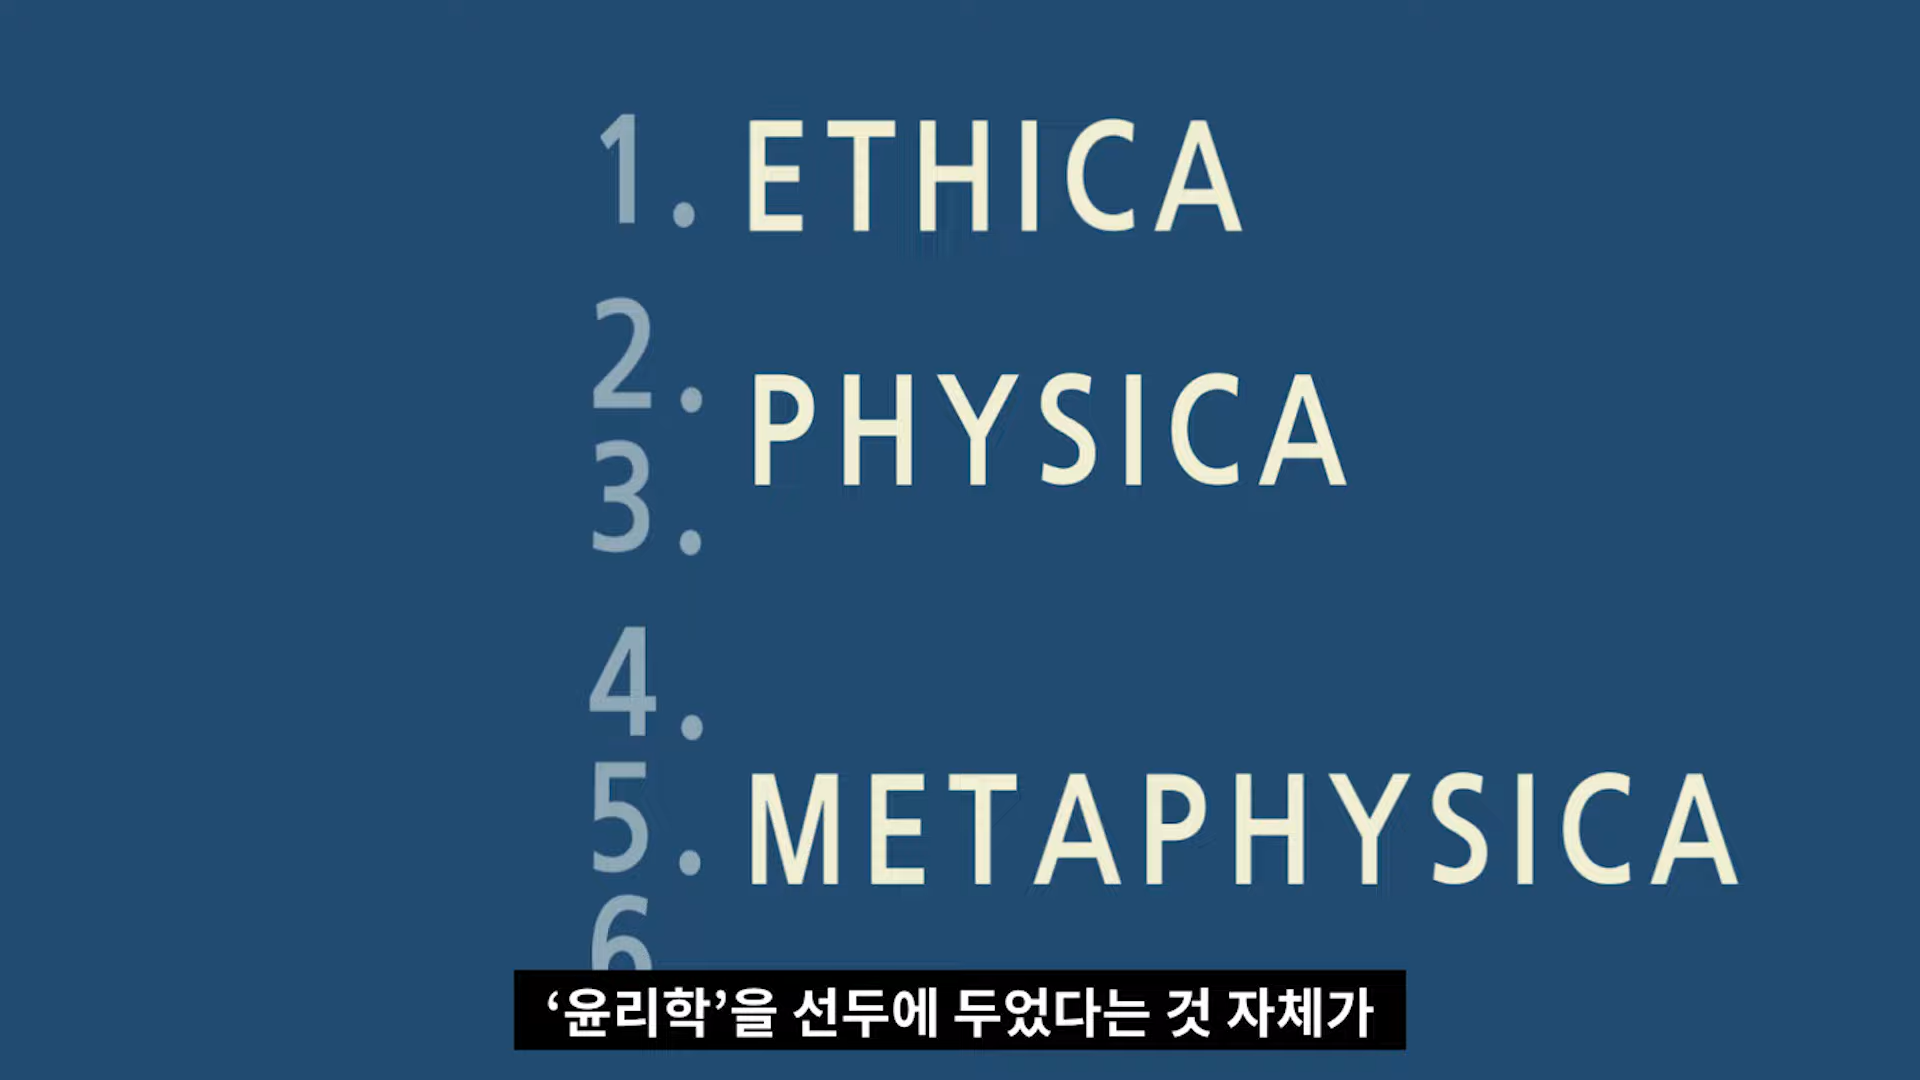 1. ETHICA
2.
PHYSICA
3.
4.
5. METAPHYSICA
6
‘윤리학’을 선두에 두었다는 것 자체가